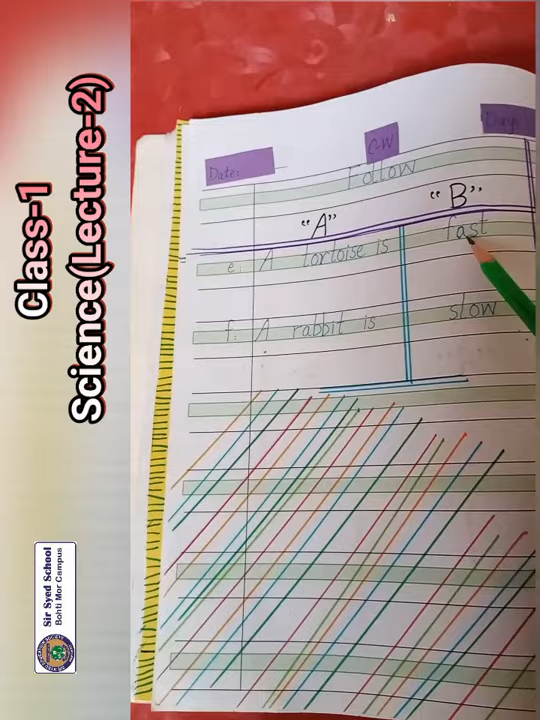 Class-1
Science(Lecture-2)
Sir Syed School
Bohti Mor Campus
Date:
CW
Day:
Follow
"A" "B"
e. A tortoise is fast
f. A rabbit is slow